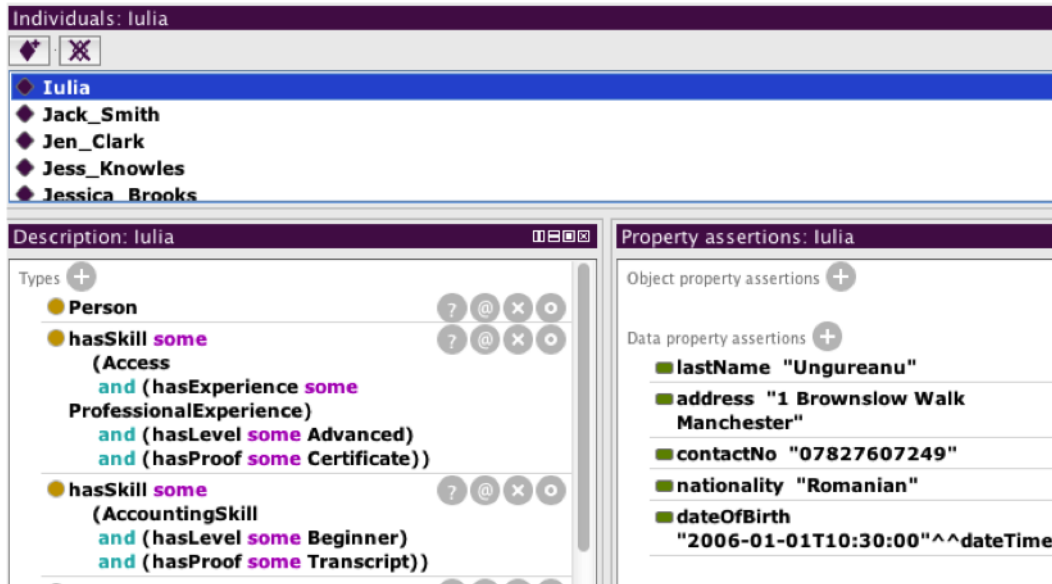 Individuals: Iulia
Iulia
Jack_Smith
Jen_Clark
Jess_Knowles
Jessica_Brooks
Description: Iulia
Types
Person
hasSkill some
(Access
and (hasExperience some
ProfessionalExperience)
and (hasLevel some Advanced)
and (hasProof some Certificate))
hasSkill some
(AccountingSkill
and (hasLevel some Beginner)
and (hasProof some Transcript))
Property assertions: Iulia
Object property assertions
Data property assertions
lastName "Ungureanu"
address "1 Brownslow Walk
Manchester"
contactNo "07827607249"
nationality "Romanian"
dateOfBirth
"2006-01-01T10:30:00"^^dateTime